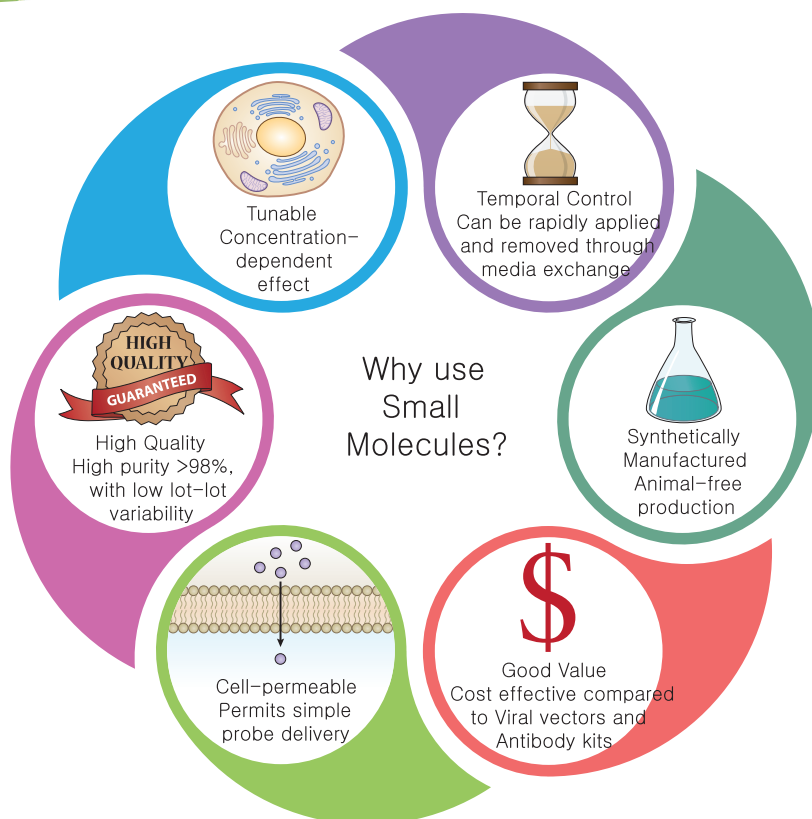 Why use
Small
Molecules?
Temporal Control
Can be rapidly applied
and removed through
media exchange
Synthetically
Manufactured
Animal-free
production
$
Good Value
Cost effective compared
to Viral vectors and
Antibody kits
Cell-permeable
Permits simple
probe delivery
HIGH
QUALITY
GUARANTEED
High Quality
High purity >98%,
with low lot-lot
variability
Tunable
Concentration-
dependent
effect